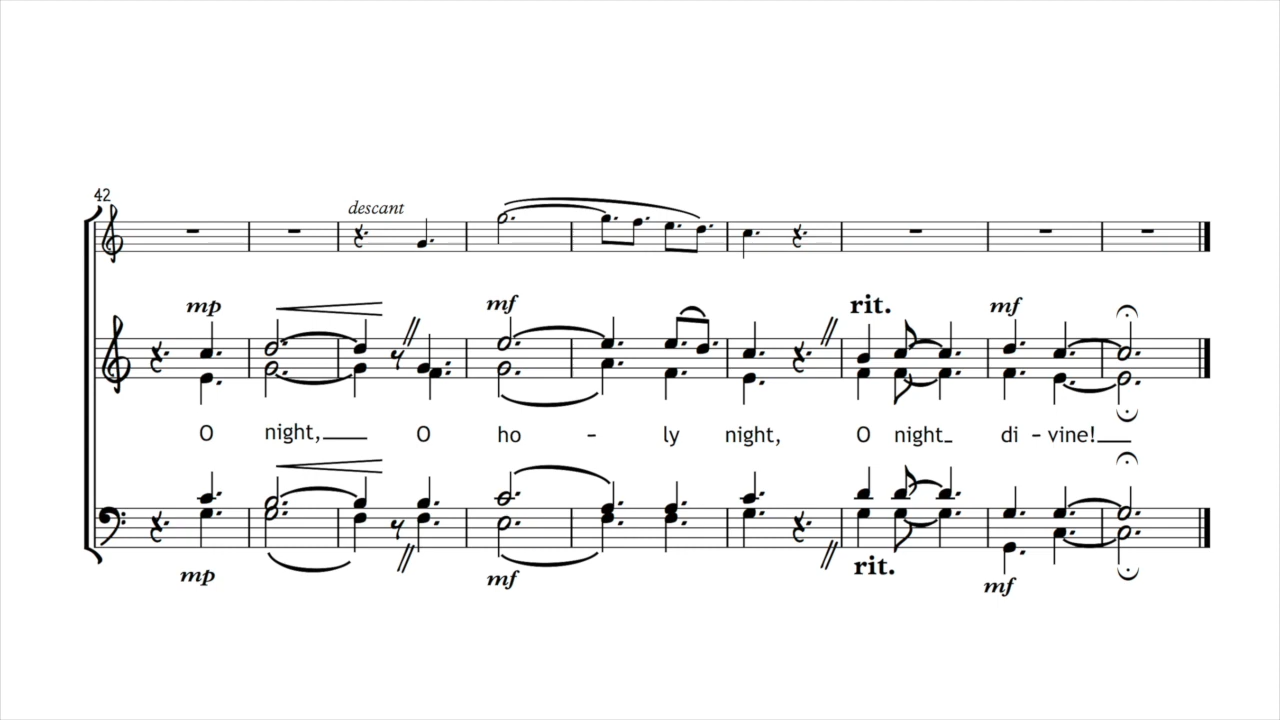 42
descant
mp
mf rit. mf
O night, O ho - ly night, O night di - vine!
mp mf rit. mf